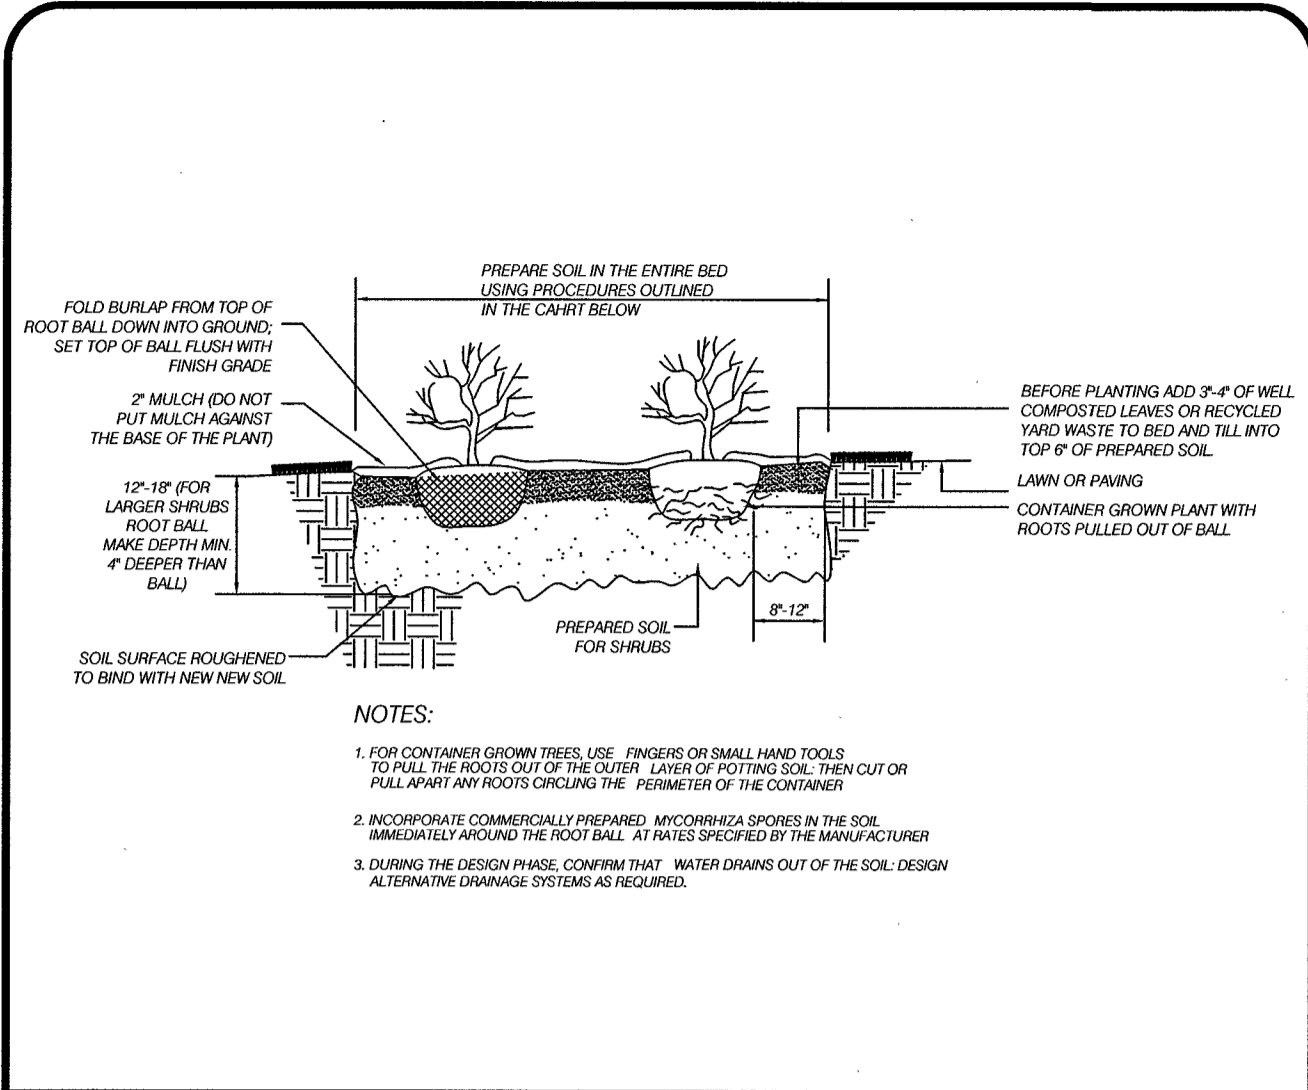 PREPARE SOIL IN THE ENTIRE BED
USING PROCEDURES OUTLINED
IN THE CAHRT BELOW
FOLD BURLAP FROM TOP OF
ROOT BALL DOWN INTO GROUND;
SET TOP OF BALL FLUSH WITH
FINISH GRADE
2" MULCH (DO NOT
PUT MULCH AGAINST
THE BASE OF THE PLANT)
12"-18" (FOR
LARGER SHRUBS
ROOT BALL
MAKE DEPTH MIN.
4" DEEPER THAN
BALL)
SOIL SURFACE ROUGHENED
TO BIND WITH NEW NEW SOIL
BEFORE PLANTING ADD 3"-4" OF WELL
COMPOSTED LEAVES OR RECYCLED
YARD WASTE TO BED AND TILL INTO
TOP 6" OF PREPARED SOIL.
LAWN OR PAVING
CONTAINER GROWN PLANT WITH
ROOTS PULLED OUT OF BALL
8"-12"
PREPARED SOIL
FOR SHRUBS
NOTES:
1. FOR CONTAINER GROWN TREES, USE FINGERS OR SMALL HAND TOOLS
TO PULL THE ROOTS OUT OF THE OUTER LAYER OF POTTING SOIL: THEN CUT OR
PULL APART ANY ROOTS CIRCLING THE PERIMETER OF THE CONTAINER
2. INCORPORATE COMMERCIALLY PREPARED MYCORRHIZA SPORES IN THE SOIL
IMMEDIATELY AROUND THE ROOT BALL AT RATES SPECIFIED BY THE MANUFACTURER
3. DURING THE DESIGN PHASE, CONFIRM THAT WATER DRAINS OUT OF THE SOIL: DESIGN
ALTERNATIVE DRAINAGE SYSTEMS AS REQUIRED.